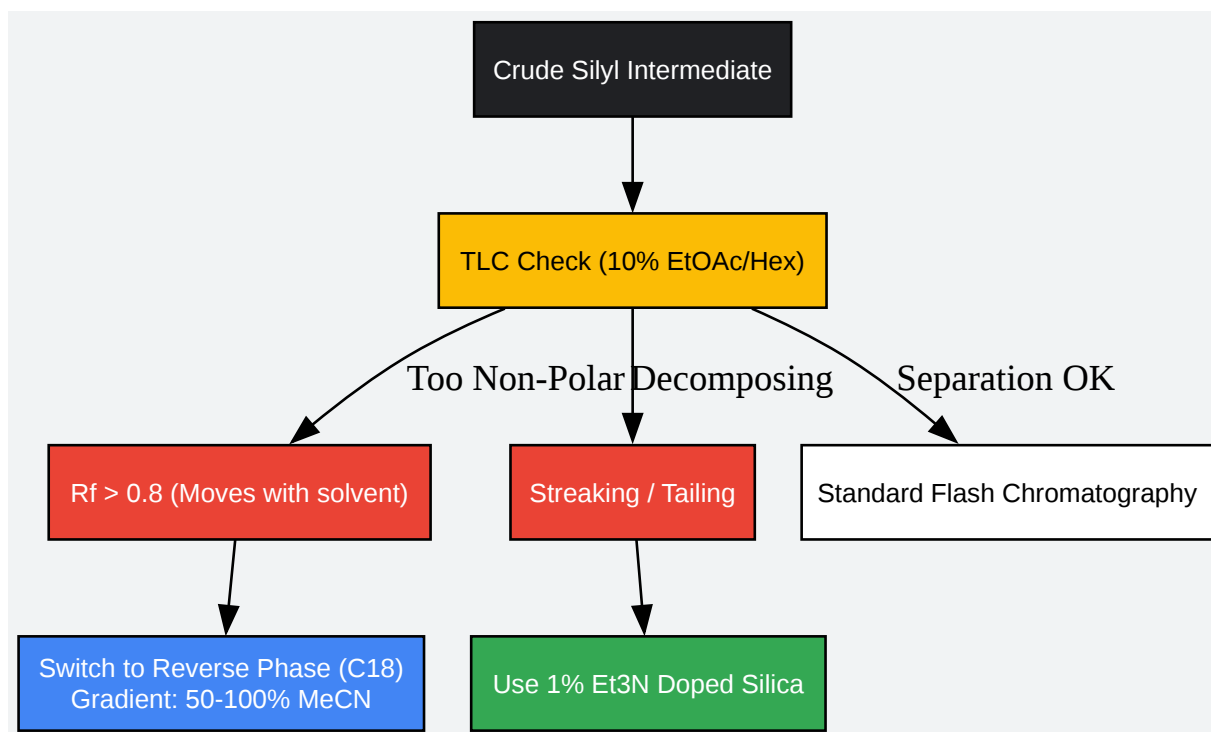 Crude Silyl Intermediate
TLC Check (10% EtOAc/Hex)
Too Non-Polar
Decomposing
Separation OK
Rf > 0.8 (Moves with solvent)
Streaking / Tailing
Standard Flash Chromatography
Switch to Reverse Phase (C18)
Gradient: 50-100% MeCN
Use 1% Et3N Doped Silica